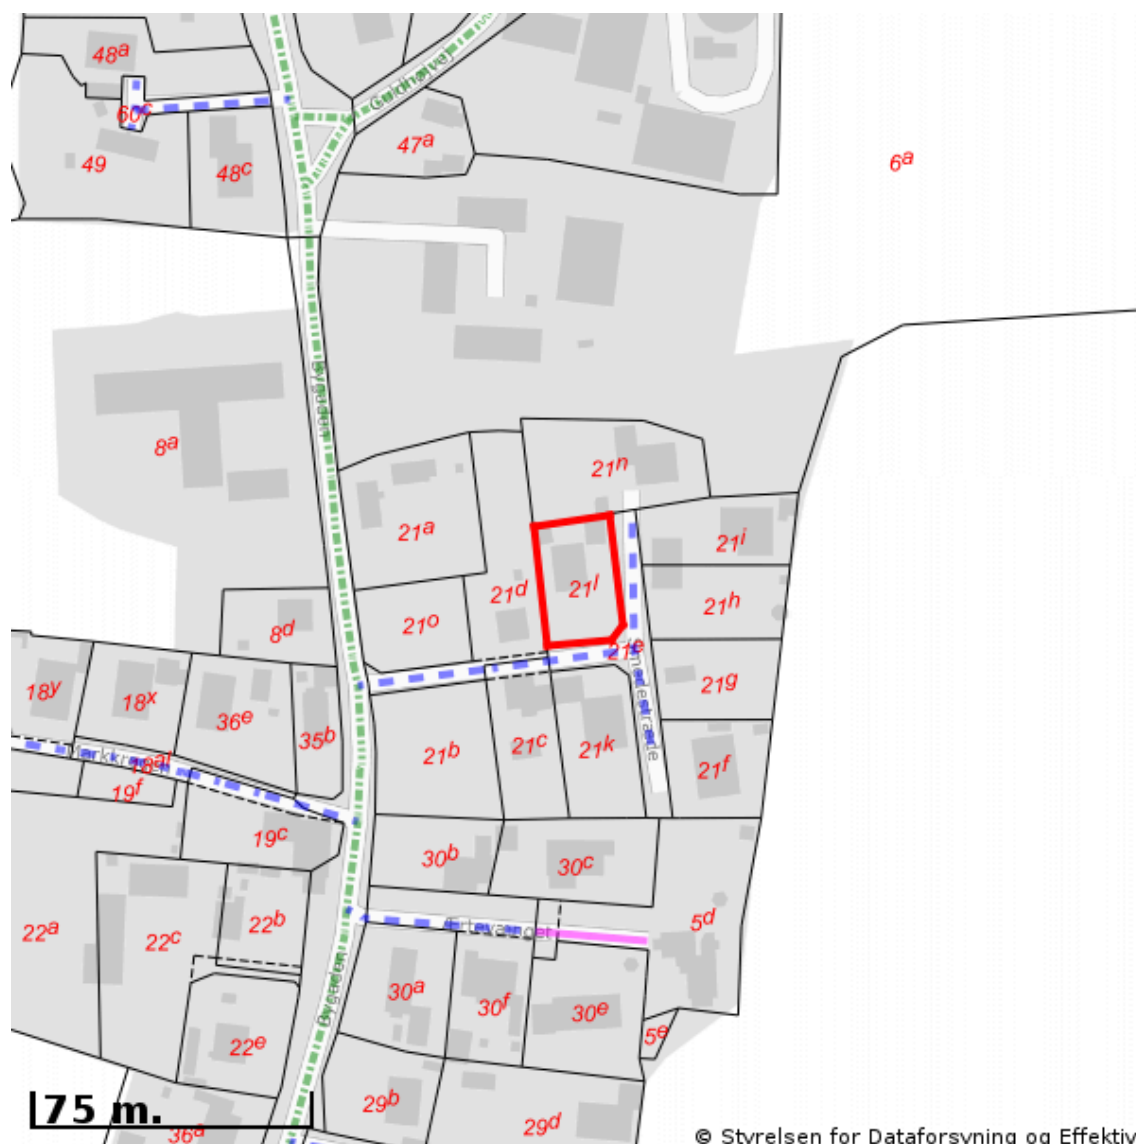 48a
60c
Guldhøjvej
47a
49
48c
6a
Bygaden
8a
21n
21a
21i
21d
21l
21h
21o
8d
21e
21g
18y
18x
36e
35b
21b
21c
21k
21f
18al
19f
19c
30b
30c
22b
5d
22a
22c
Bygaden
30a
30f
30e
5e
22e
29b
36a
29d
75 m.
© Styrelsen for Dataforsyning og Effektiv